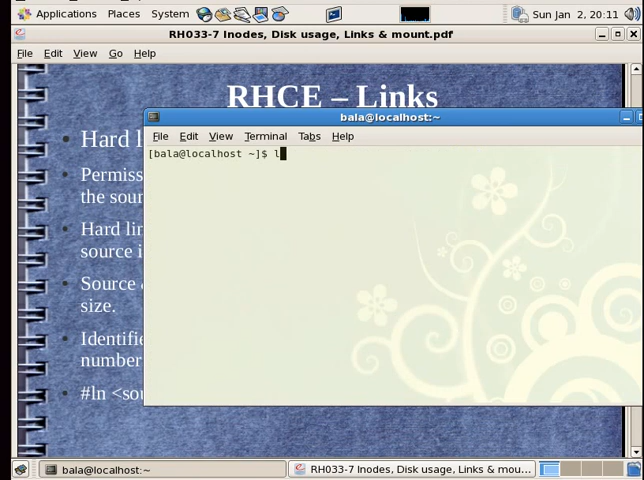 Applications Places System Sun Jan 2, 20:11
RH033-7 Inodes, Disk usage, Links & mount.pdf
File Edit View Go Help
RHCE – Links
bala@localhost:~
File Edit View Terminal Tabs Help
[bala@localhost ~]$ l
Hard l
Permiss
the sour
Hard lin
source i
Source
size.
Identifie
number
#ln <sou
bala@localhost:~
RH033-7 Inodes, Disk usage, Links & mou...